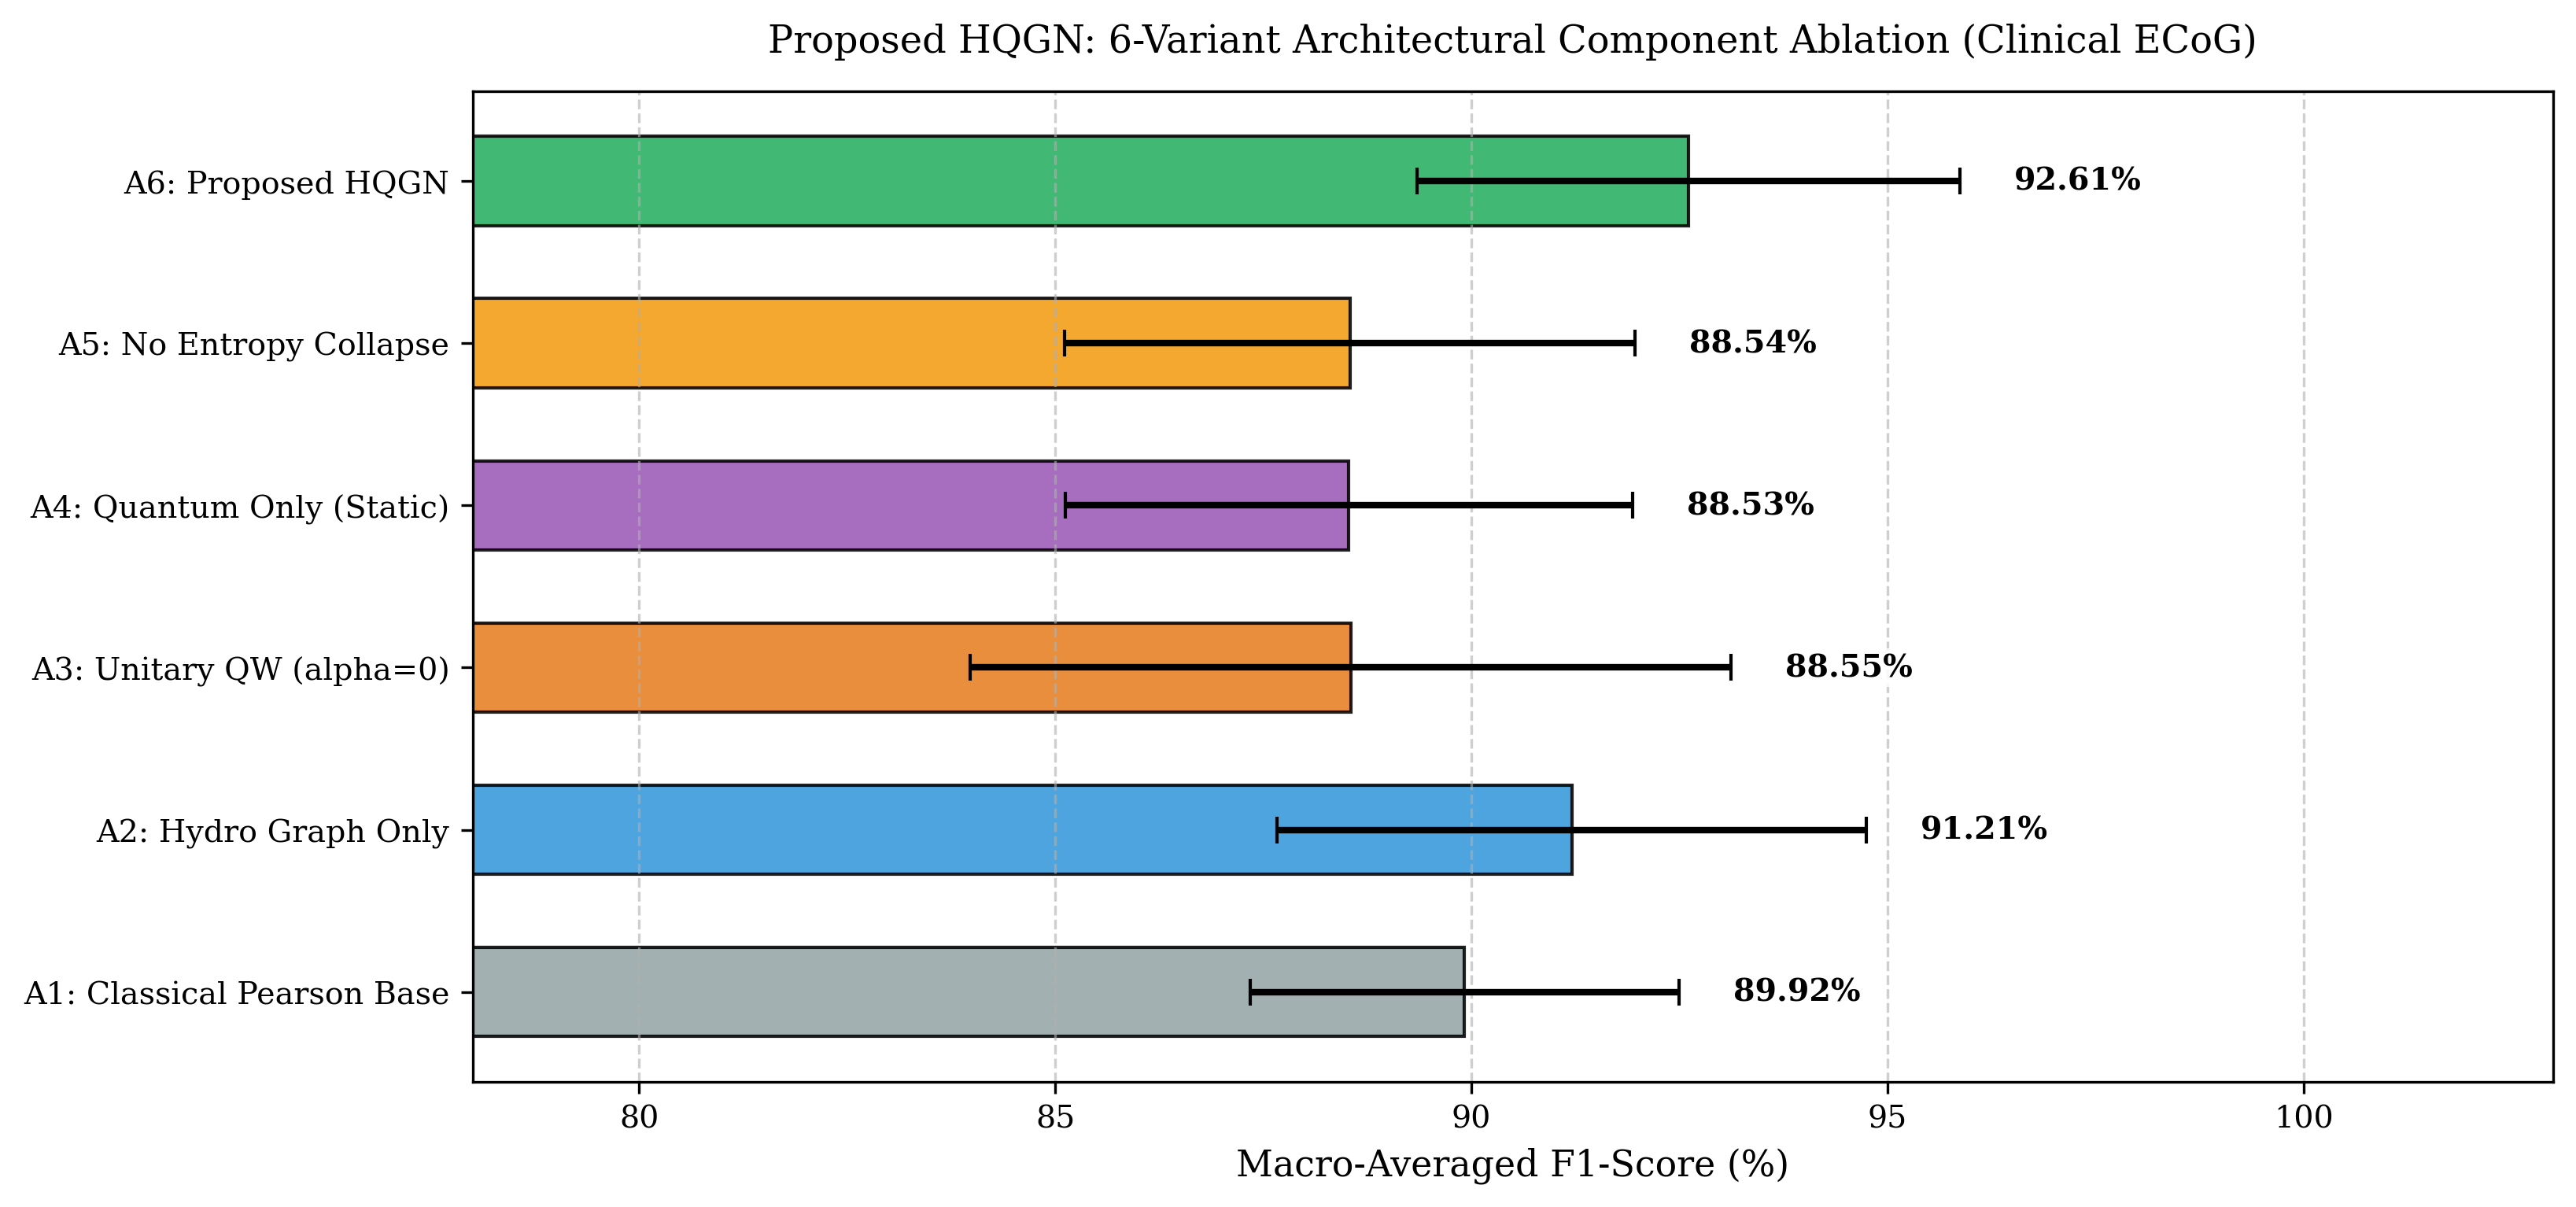 Proposed HQGN: 6-Variant Architectural Component Ablation (Clinical ECoG)
A6: Proposed HQGN
92.61%
A5: No Entropy Collapse
88.54%
A4: Quantum Only (Static)
88.53%
A3: Unitary QW (alpha=0)
88.55%
A2: Hydro Graph Only
91.21%
A1: Classical Pearson Base
89.92%
80 85 90 95 100
Macro-Averaged F1-Score (%)